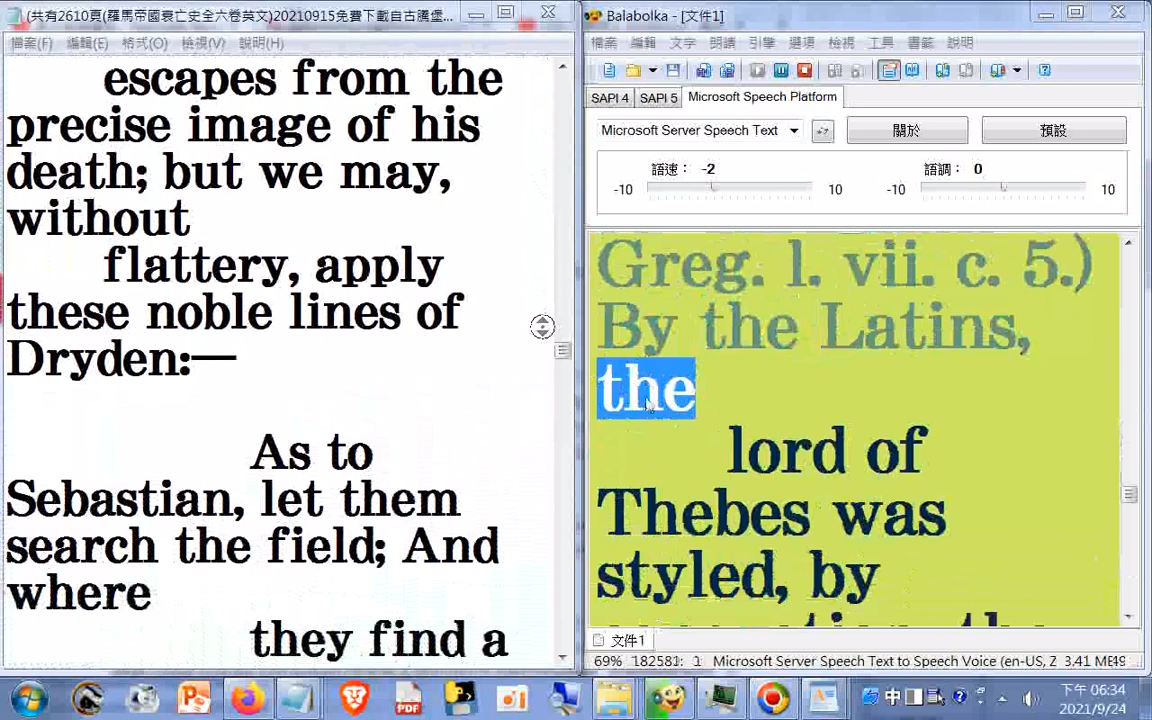 (共有2610頁(羅馬帝國衰亡史全六卷英文)20210915免費下載自古騰堡...
檔案(F) 編輯(E) 格式(O) 檢視(V) 說明(H)
escapes from the
precise image of his
death; but we may,
without
flattery, apply
these noble lines of
Dryden:—
As to
Sebastian, let them
search the field; And
where
they find a
Balabolka - [文件1]
檔案 編輯 文字 朗讀 引擎 選項 檢視 工具 書籤 說明
SAPI 4 SAPI 5 Microsoft Speech Platform
Microsoft Server Speech Text 關於 預設
語速: -2 語調: 0
-10 10 -10 10
Greg. l. vii. c. 5.)
By the Latins,
the
lord of
Thebes was
styled, by
文件1
69% 182581: 1 Microsoft Server Speech Text to Speech Voice (en-US, Z 3.41 ME49
中 下午 06:34
2021/9/24